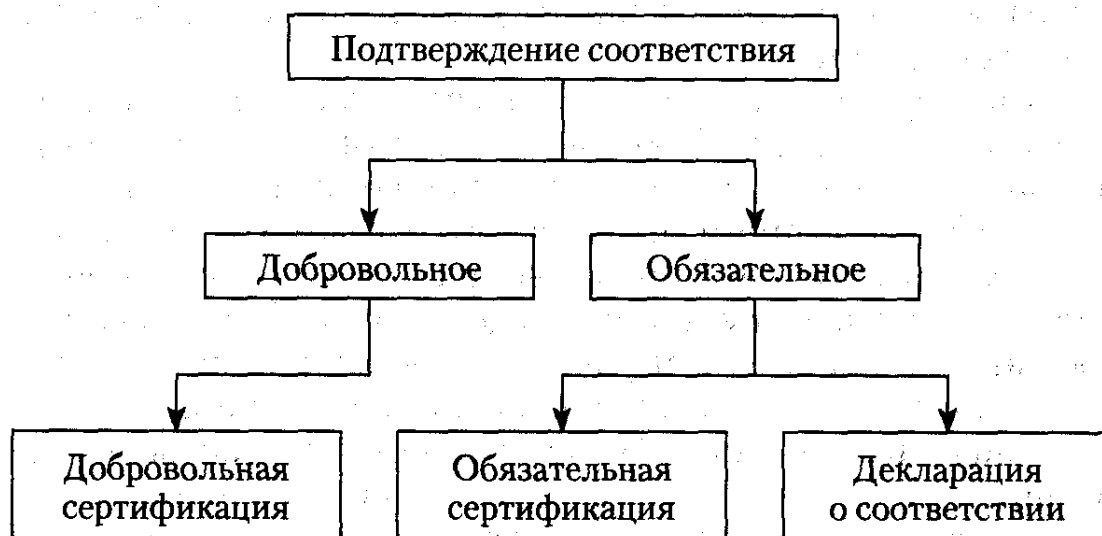 Подтверждение соответствия
Добровольное
Обязательное
Добровольная
сертификация
Обязательная
сертификация
Декларация
о соответствии